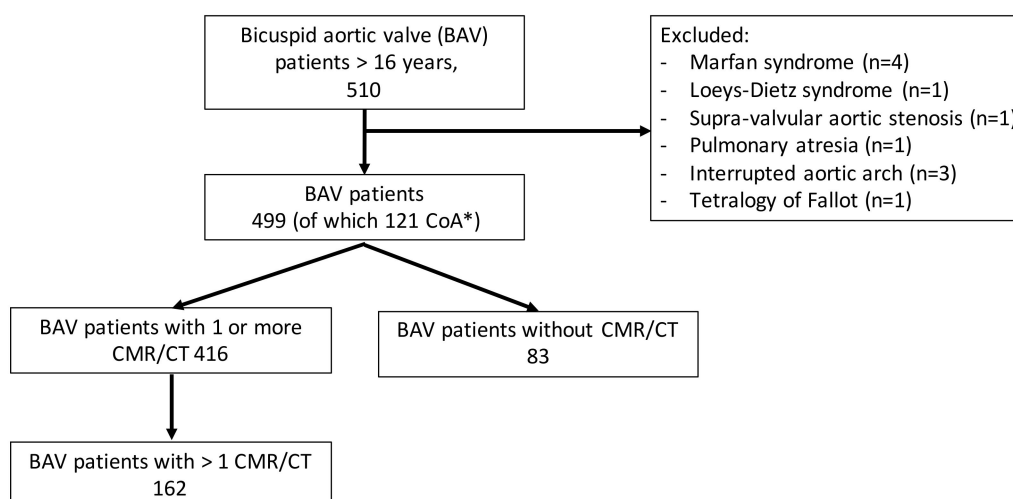 Bicuspid aortic valve (BAV)
patients > 16 years,
510
Excluded:
- Marfan syndrome (n=4)
- Loeys-Dietz syndrome (n=1)
- Supra-valvular aortic stenosis (n=1)
- Pulmonary atresia (n=1)
- Interrupted aortic arch (n=3)
- Tetralogy of Fallot (n=1)
BAV patients
499 (of which 121 CoA*)
BAV patients with 1 or more
CMR/CT 416
BAV patients without CMR/CT
83
BAV patients with > 1 CMR/CT
162